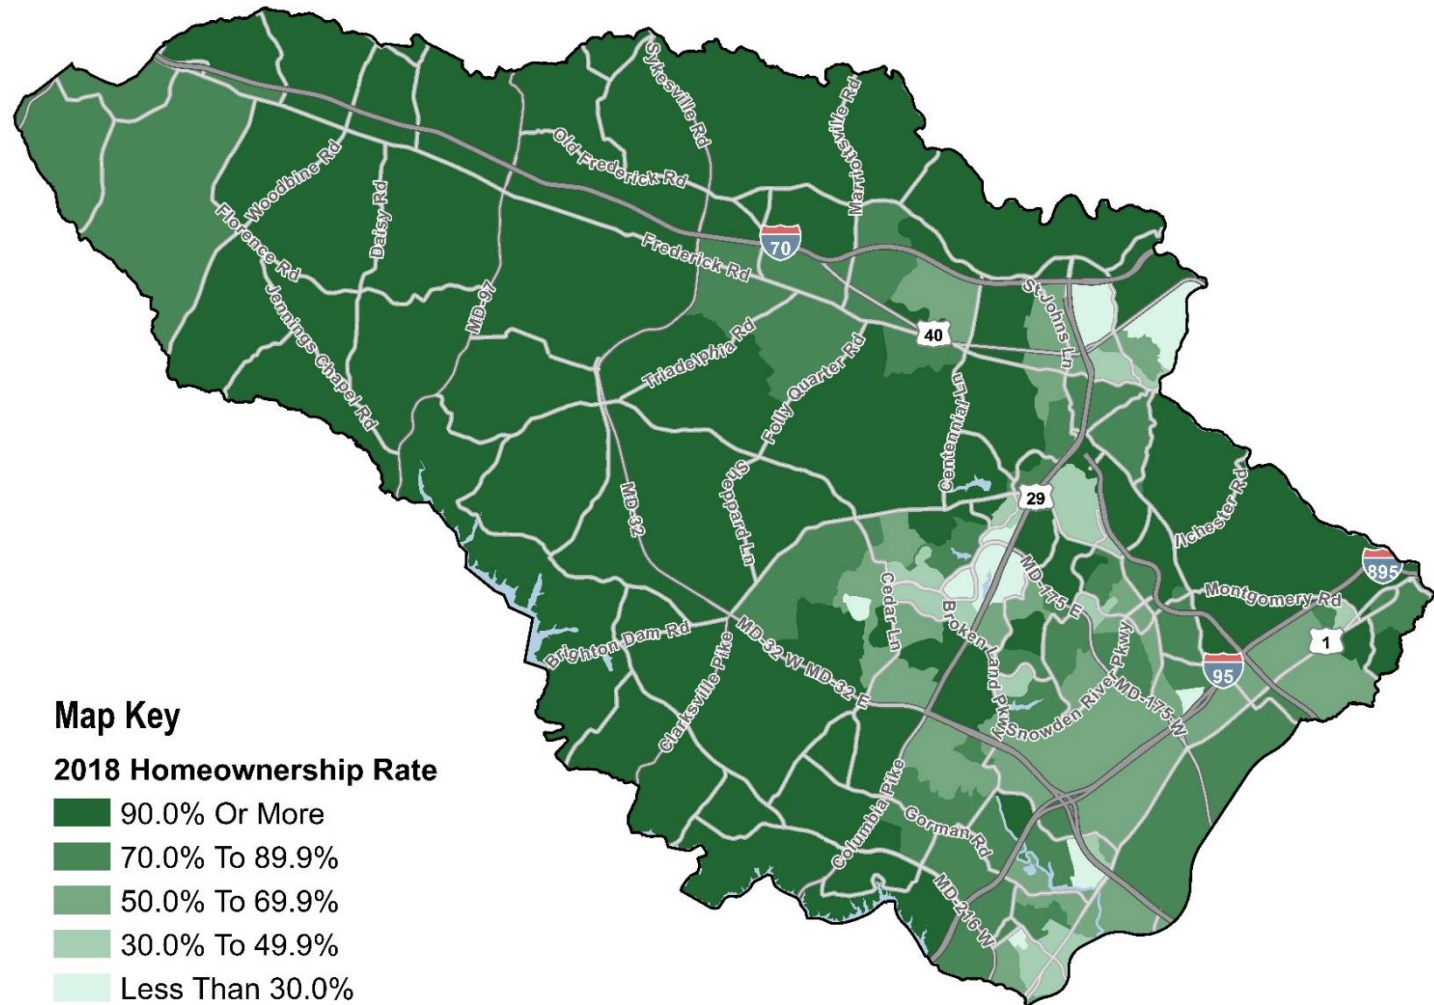 Sykesville Rd
Marriottsville Rd
Old Frederick Rd
Woodbine Rd
Daisy Rd
Florence Rd
Frederick Rd
70
St Johns Ln
Jennings Chapel Rd
MD-97
40
Triadelphia Rd
Folly Quarter Rd
Centennial Ln
Sheppard Ln
MD-32
29
Ilchester Rd
895
MD-175 E
Montgomery Rd
Cedar Ln
Broken Land Pkwy
1
Brighton Dam Rd
MD-32 W
MD-32 E
95
Clarksville Pike
Snowden River Pkwy
MD-175 W
Columbia Pike
Gorman Rd
MD-216 W
Map Key
2018 Homeownership Rate
90.0% Or More
70.0% To 89.9%
50.0% To 69.9%
30.0% To 49.9%
Less Than 30.0%